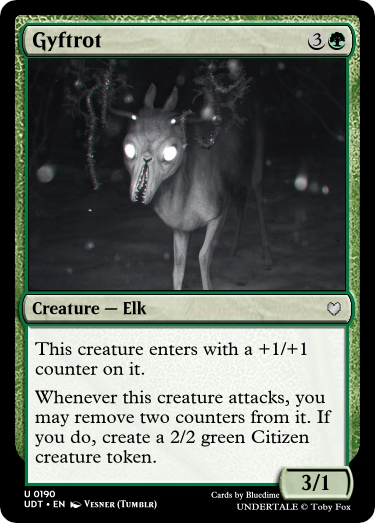 Gyftrot
3
Creature — Elk
This creature enters with a +1/+1
counter on it.
Whenever this creature attacks, you
may remove two counters from it. If
you do, create a 2/2 green Citizen
creature token.
3/1
U 0190
UDT • EN Vesner (Tumblr)
Cards by Bluedime
UNDERTALE © Toby Fox